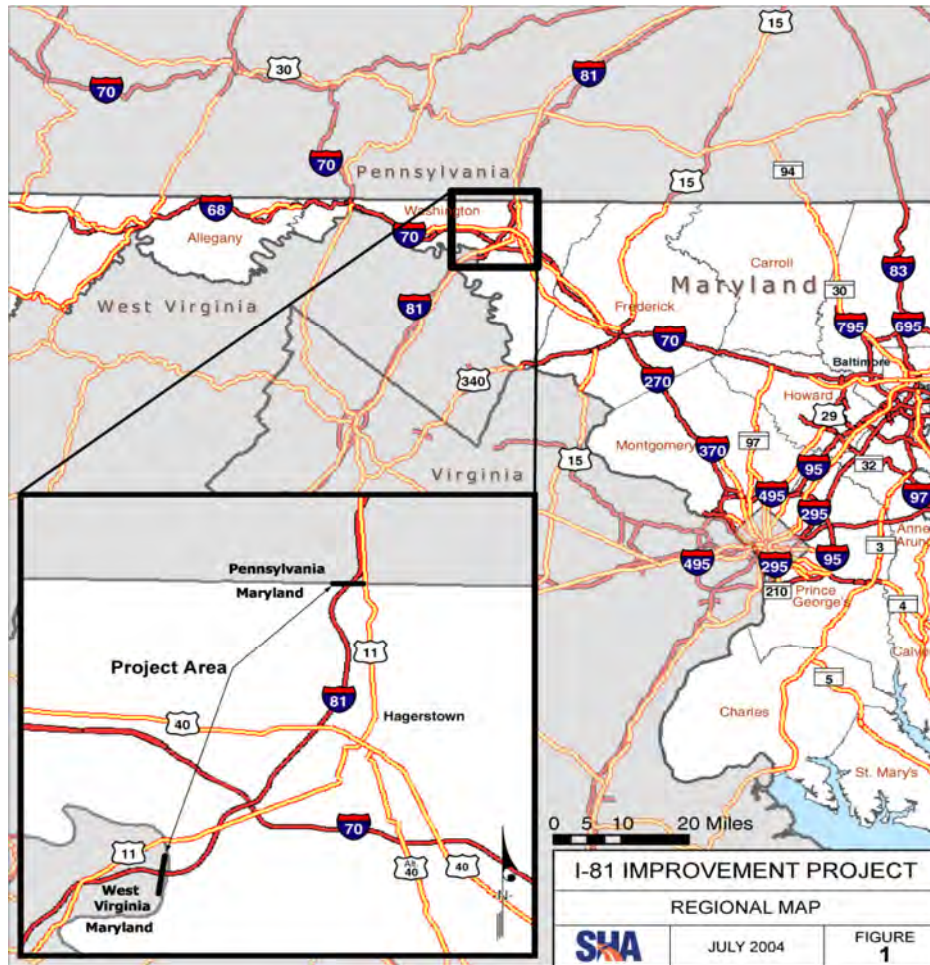 15
30
70
81
70
Pennsylvania
94
15
68
Washington
Allegany
70
Carroll
Maryland
83
West Virginia
81
30
Frederick
795
695
70
Baltimore
340
270
Howard
29
Montgomery
370
97
Virginia
15
95
32
495
97
295
Anne
Arund
3
495
295
95
210
Prince
George's
4
Calve
5
Charles
St. Mary's
Pennsylvania
Maryland
11
Project Area
81
40
Hagerstown
70
11
Alt.
40
40
West
Virginia
Maryland
-N-
0 5 10 20 Miles
I-81 IMPROVEMENT PROJECT
REGIONAL MAP
SHA
JULY 2004
FIGURE
1